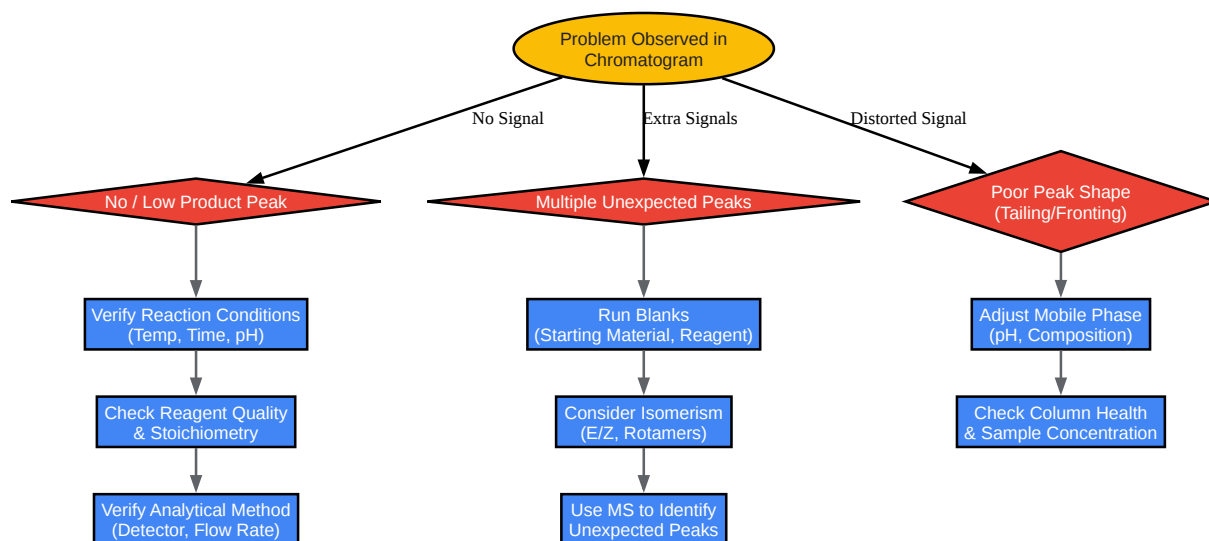 Problem Observed in
Chromatogram
No Signal
Extra Signals
Distorted Signal
No / Low Product Peak
Multiple Unexpected Peaks
Poor Peak Shape
(Tailing/Fronting)
Verify Reaction Conditions
(Temp, Time, pH)
Run Blanks
(Starting Material, Reagent)
Adjust Mobile Phase
(pH, Composition)
Check Reagent Quality
& Stoichiometry
Consider Isomerism
(E/Z, Rotamers)
Check Column Health
& Sample Concentration
Verify Analytical Method
(Detector, Flow Rate)
Use MS to Identify
Unexpected Peaks